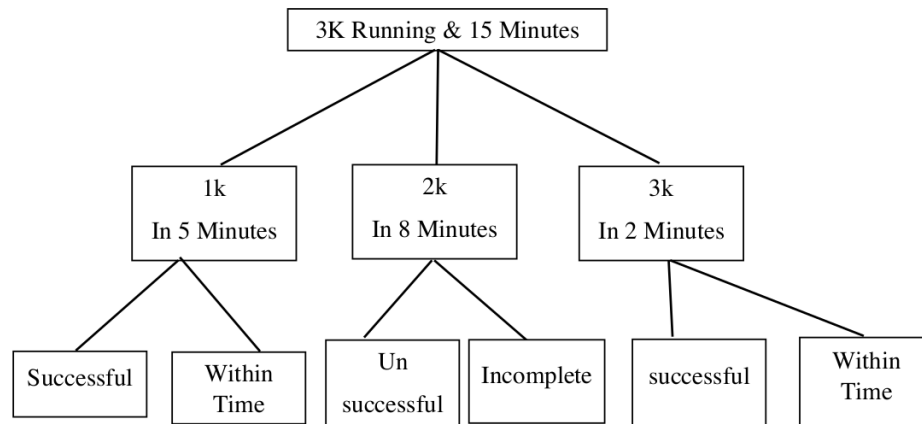 3K Running & 15 Minutes
1k
In 5 Minutes
2k
In 8 Minutes
3k
In 2 Minutes
Successful
Within
Time
Un
successful
Incomplete
successful
Within
Time